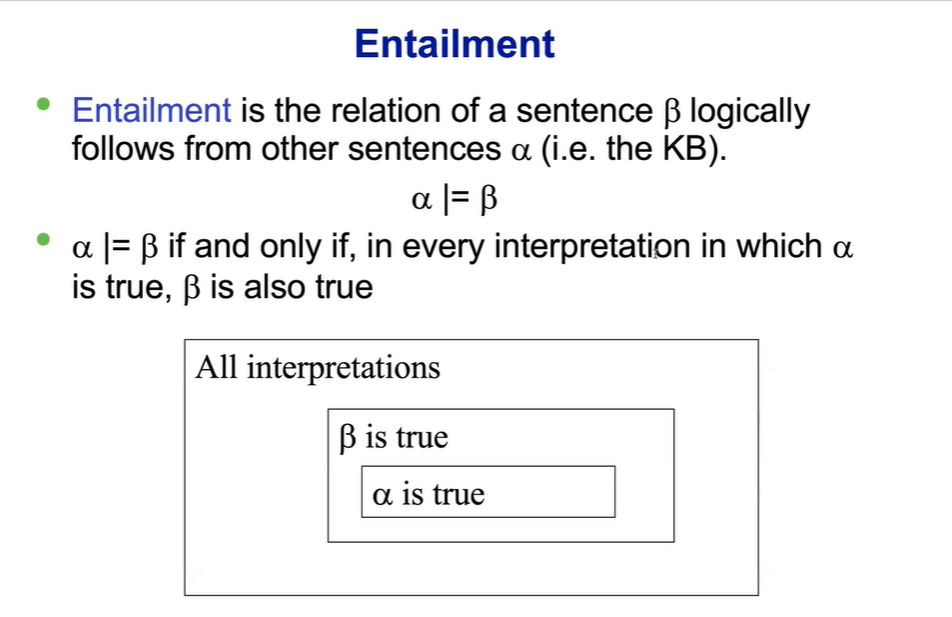 Entailment
• Entailment is the relation of a sentence β logically
follows from other sentences α (i.e. the KB).
α |= β
• α |= β if and only if, in every interpretation in which α
is true, β is also true
All interpretations
β is true
α is true